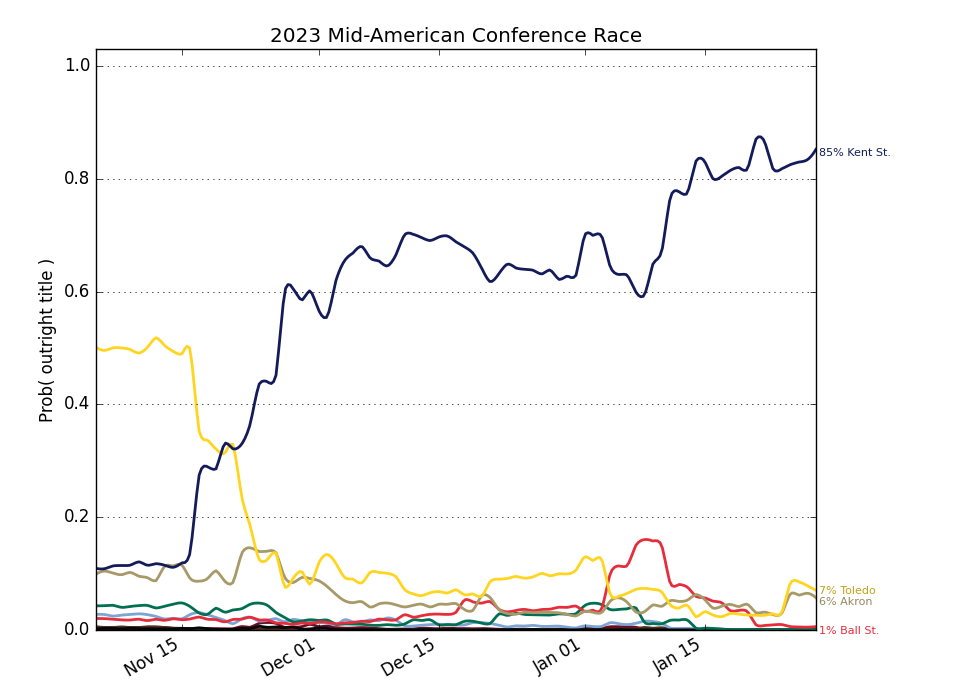 2023 Mid-American Conference Race
Prob( outright title )
1.0
0.8
0.6
0.4
0.2
0.0
85% Kent St.
7% Toledo
6% Akron
1% Ball St.
Nov 15
Dec 01
Dec 15
Jan 01
Jan 15